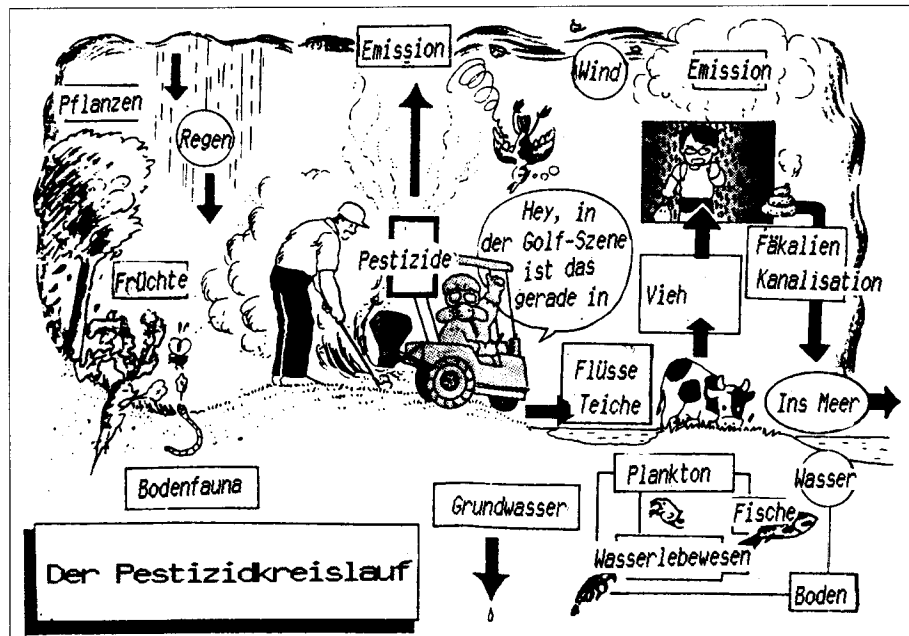 Emission
Wind
Emission
Pflanzen
Regen
Pestizide
Hey, in
der Golf-Szene
ist das
gerade in
Fäkalien
Kanalisation
Früchte
Vieh
Flüsse
Teiche
Ins Meer
Bodenfauna
Grundwasser
Plankton
Wasser
Fische
Wasserlebewesen
Boden
Der Pestizidkreislauf